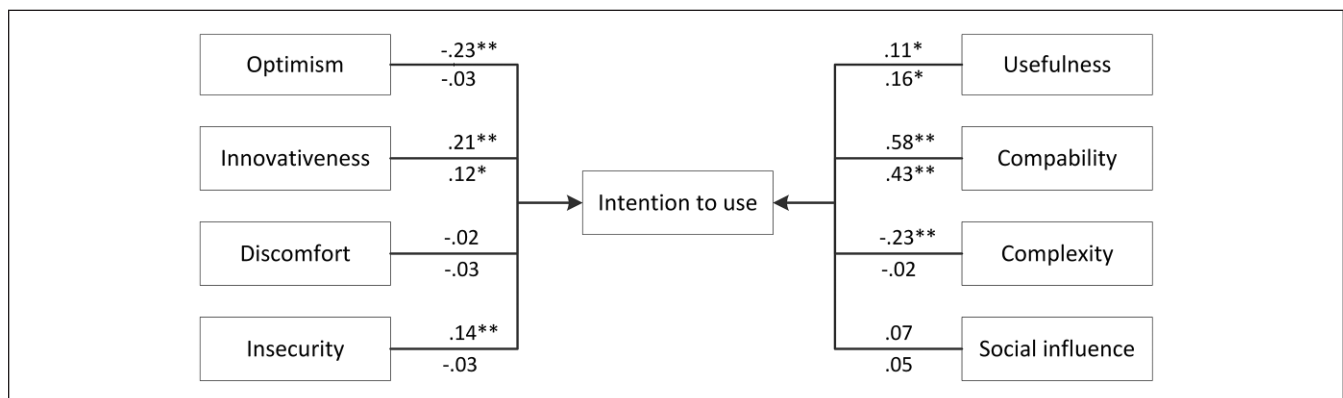 Optimism
-.23**
-.03
Innovativeness
.21**
.12*
Discomfort
-.02
-.03
Insecurity
.14**
-.03
Intention to use
.11*
.16*
Usefulness
.58**
.43**
Compability
-.23**
-.02
Complexity
.07
.05
Social influence